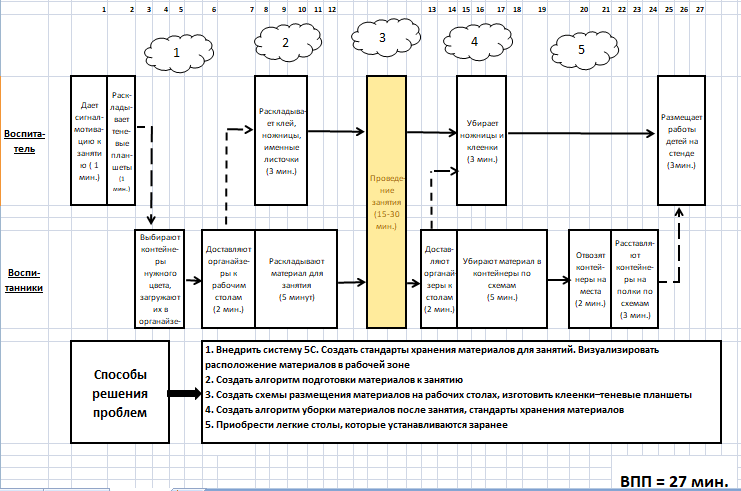 1 2 3 4 5 6 7 8 9 10 11 12 13 14 15 16 17 18 19 20 21 22 23 24 25 26 27
1
2
3
4
5
Воспита-
тель
Дает
сигнал-
мотива-
цию к
заняти
ю ( 1
мин.)
Раск-
лады-
вает
тене-
вые
план-
шеты
(1
мин.)
Раскладыва-
ет клей,
ножницы,
именные
листочки
(3 мин.)
Проведе-
ние
занятия
(15-30
мин.)
Убирает
ножницы и
клеенки
(3 мин.)
Размещает
работы
детей на
стенде
(3мин.)
Воспи-
танники
Выбирают
контейне-
ры
нужного
цвета,
загружают
их в
органайзе-
Доставляют
органайзе-
ры к
рабочим
столам
(2 мин.)
Раскладывают
материал для
занятия
(5 минут)
Достав-
ляют
органай-
зеры к
столам
(2 мин.)
Убирают материал в
контейнеры по
схемам
(5 мин.)
Отвозят
контей-
неры на
места
(2 мин.)
Расставля-
ют
контейне-
ры на
полки по
схемам
(3 мин.)
Способы
решения
проблем
1. Внедрить систему 5С. Создать стандарты хранения материалов для занятий. Визуализировать
расположение материалов в рабочей зоне
2. Создать алгоритм подготовки материалов к занятию
3. Создать схемы размещения материалов на рабочих столах, изготовить клеенки–теневые планшеты
4. Создать алгоритм уборки материалов после занятия, стандарты хранения материалов
5. Приобрести легкие столы, которые устанавливаются заранее
ВПП = 27 мин.